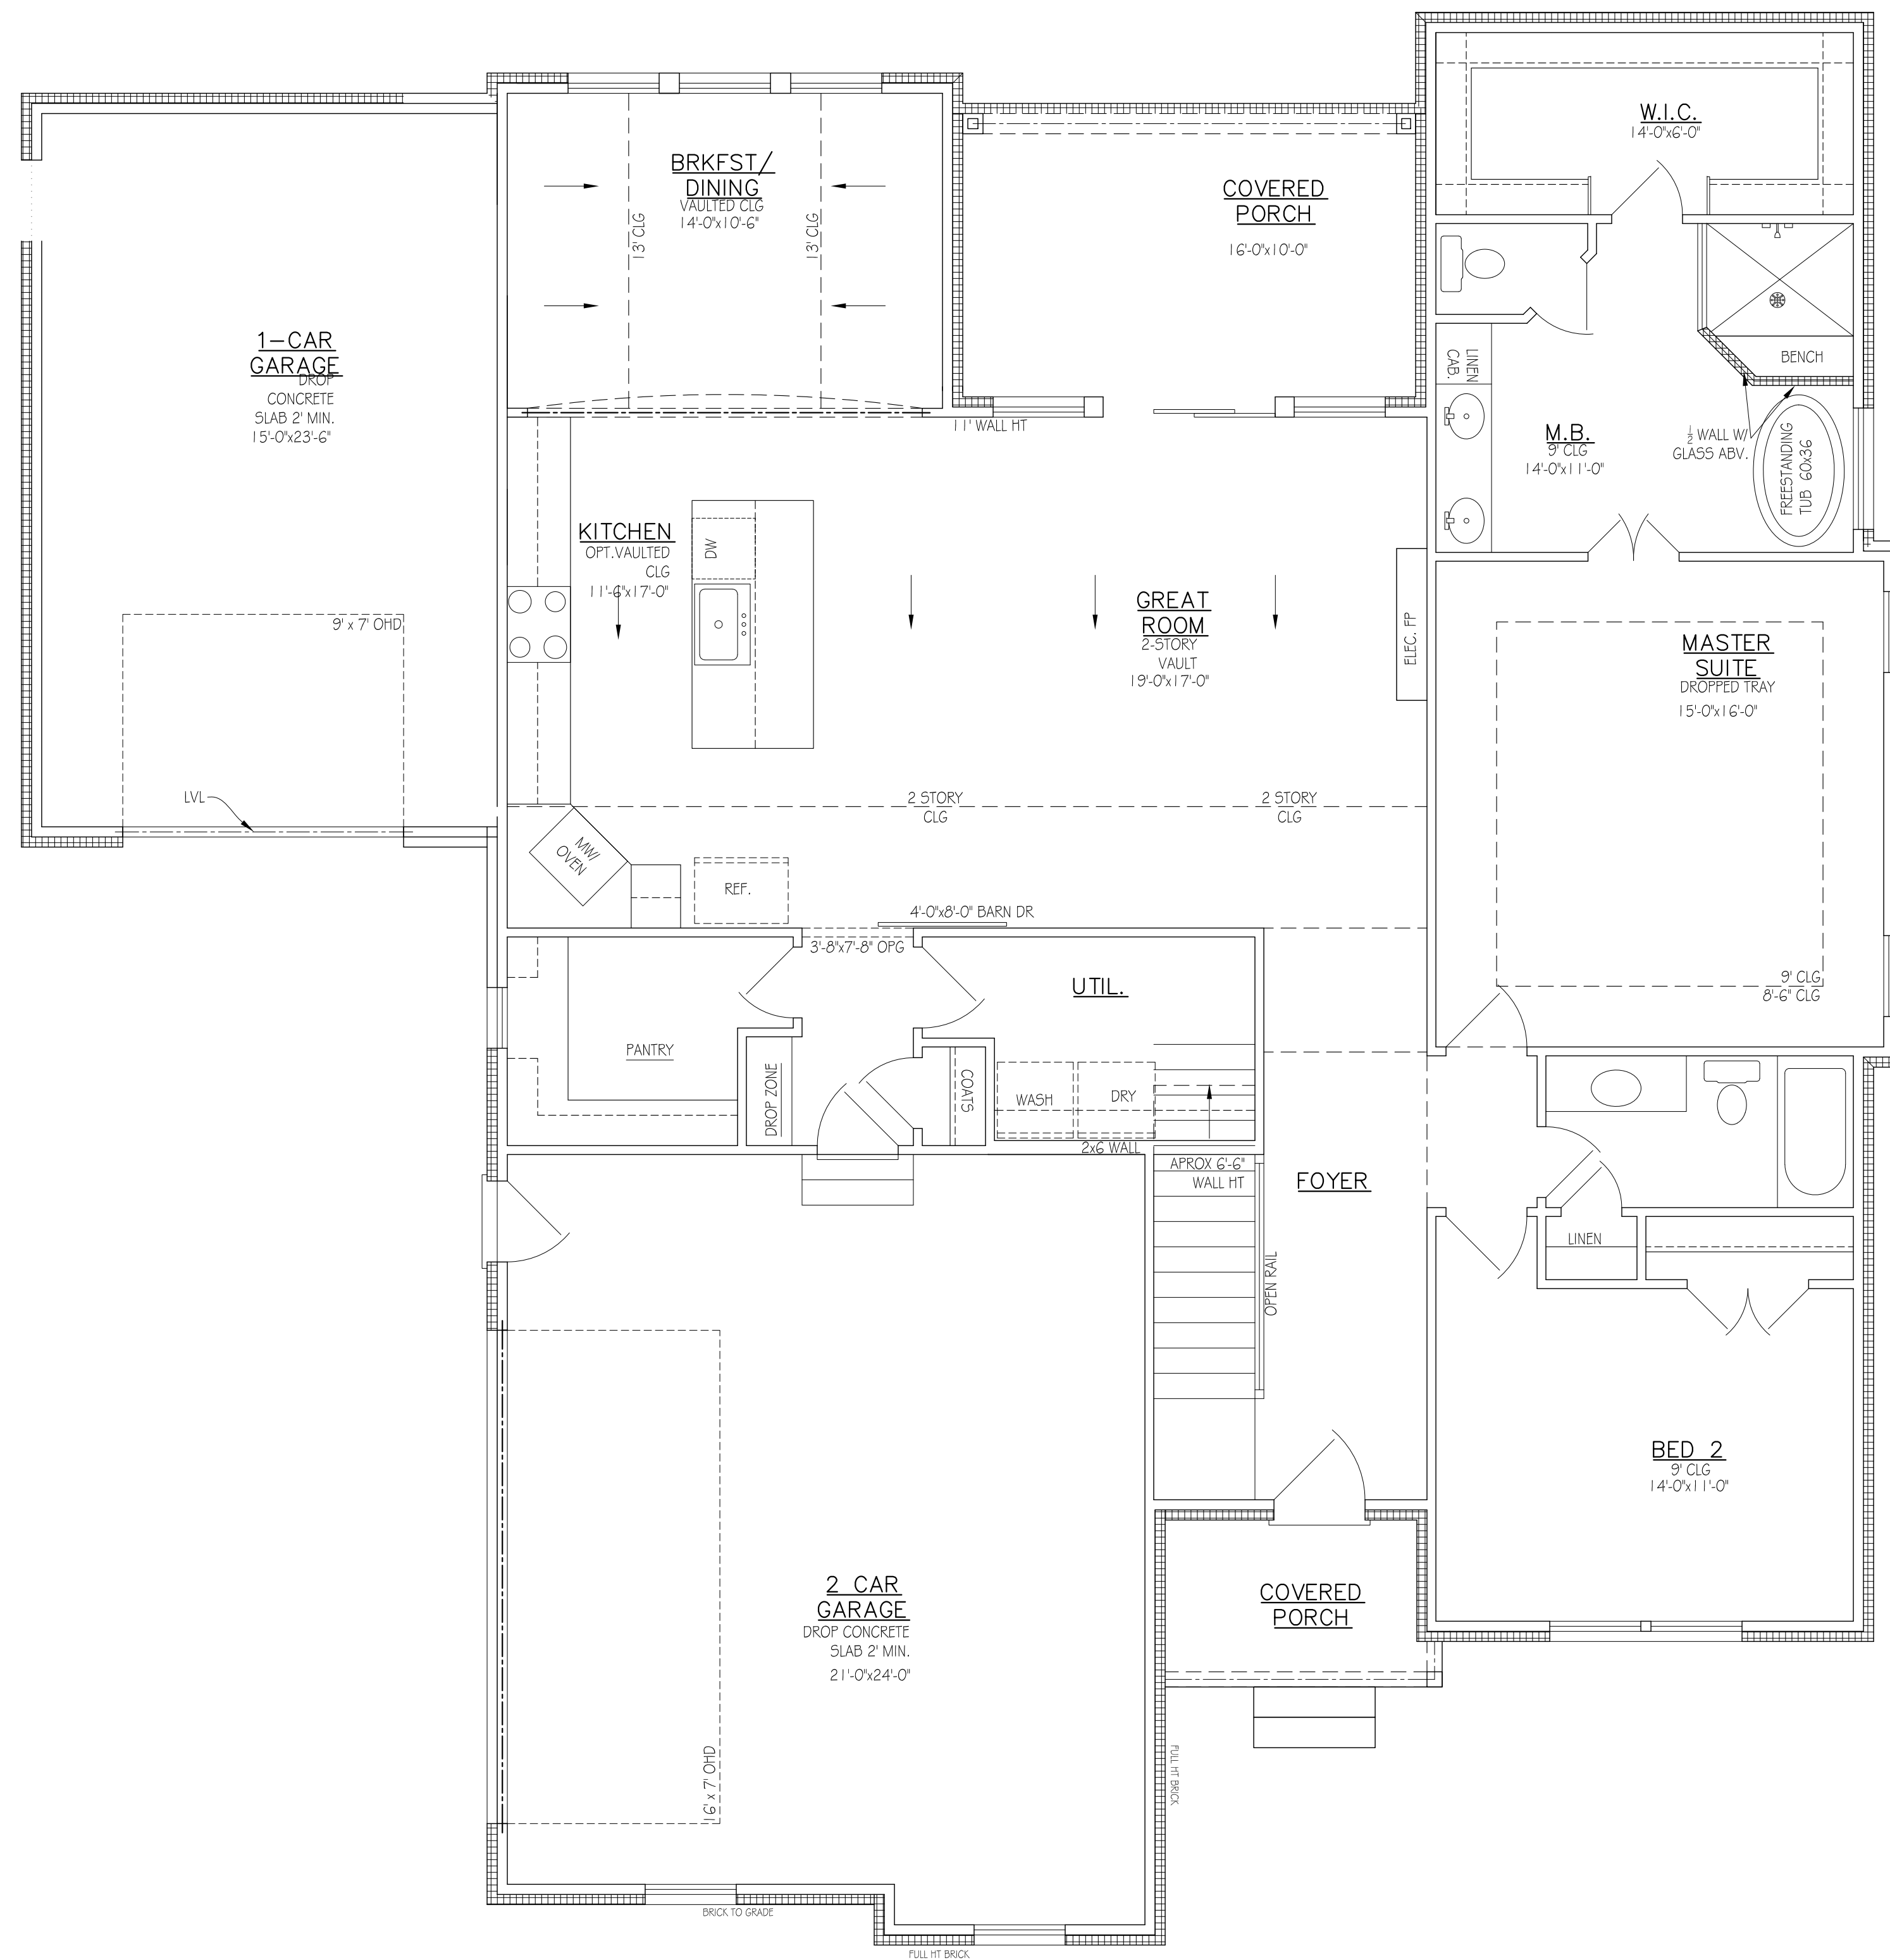 W.I.C.
14'-0"x6'-0"
BRKFST/
DINING
VAULTED CLG
14'-0"x10'-6"
13' CLG
13' CLG
COVERED
PORCH
16'-0"x10'-0"
1-CAR
GARAGE
DROP
CONCRETE
SLAB 2' MIN.
15'-0"x23'-6"
BENCH
LINEN
CAB.
11' WALL HT
M.B.
9' CLG
14'-0"x11'-0"
½ WALL W/
GLASS ABV.
FREESTANDING
TUB 60x36
KITCHEN
OPT.VAULTED
CLG
11'-6"x17'-0"
DW
GREAT
ROOM
2-STORY
VAULT
19'-0"x17'-0"
ELEC. FP
MASTER
SUITE
DROPPED TRAY
15'-0"x16'-0"
9' x 7' OHD
LVL
2 STORY
CLG
2 STORY
CLG
MW/
OVEN
REF.
4'-0"x8'-0" BARN DR
3'-8"x7'-8" OPG
UTIL.
9' CLG
8'-6" CLG
PANTRY
DROP ZONE
COATS
WASH
DRY
2x6 WALL
APROX 6'-6"
WALL HT
FOYER
OPEN RAIL
LINEN
BED 2
9' CLG
14'-0"x11'-0"
2 CAR
GARAGE
DROP CONCRETE
SLAB 2' MIN.
21'-0"x24'-0"
COVERED
PORCH
16' x 7' OHD
FULL HT BRICK
BRICK TO GRADE
FULL HT BRICK